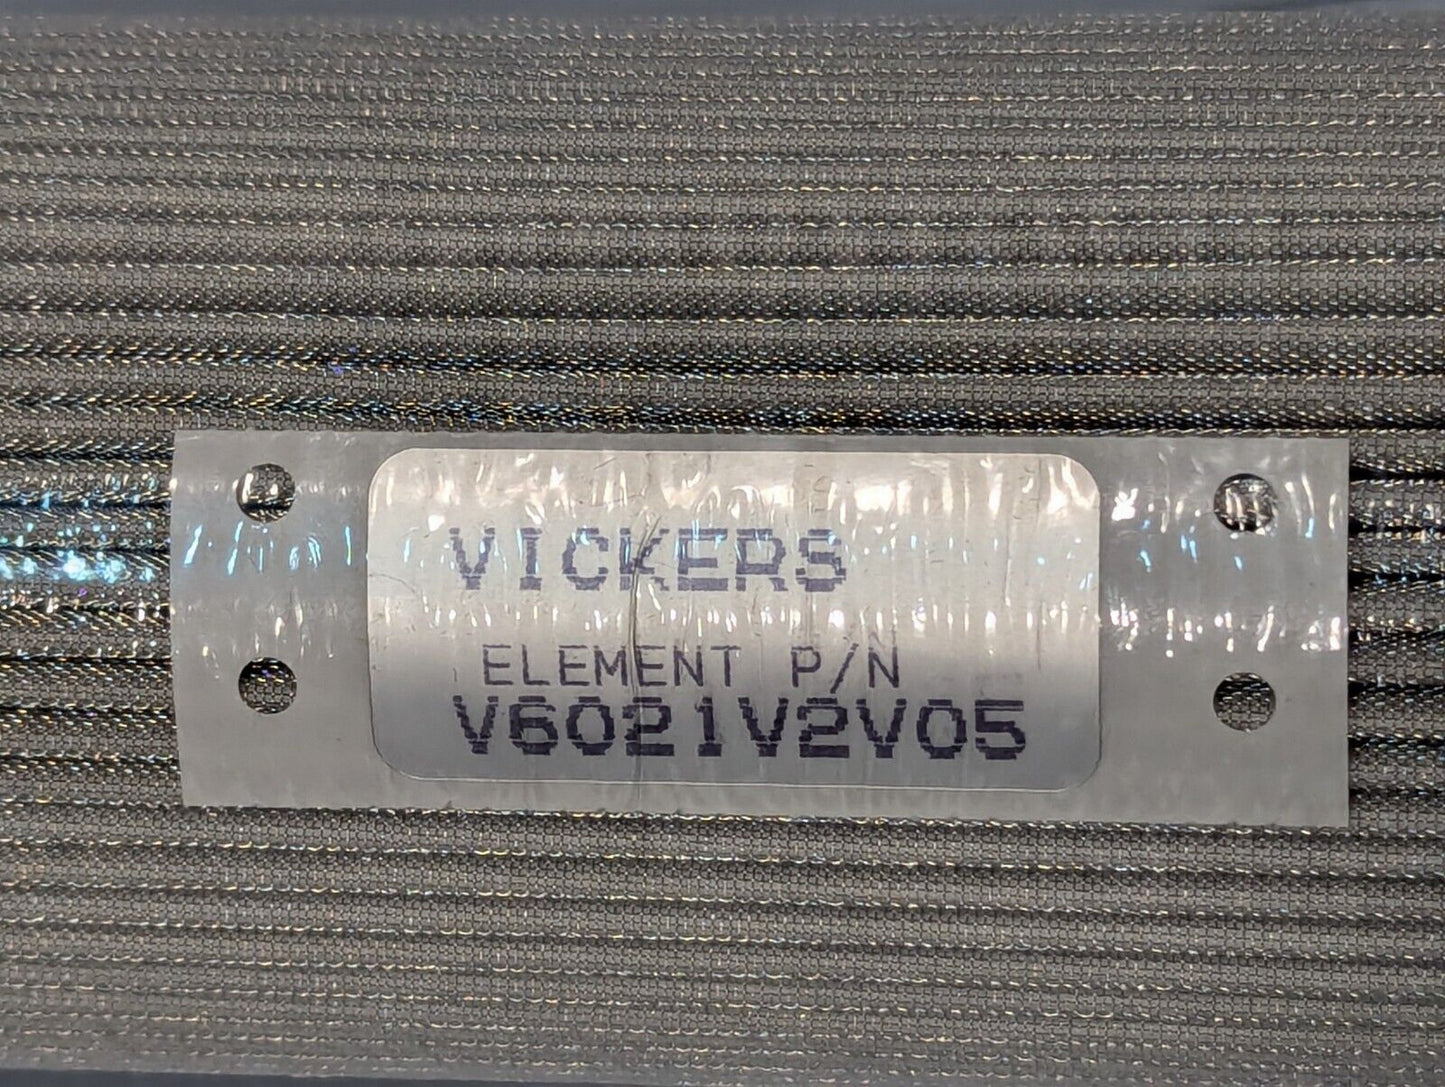 VICKERS
ELEMENT P/N
V6021V2V05